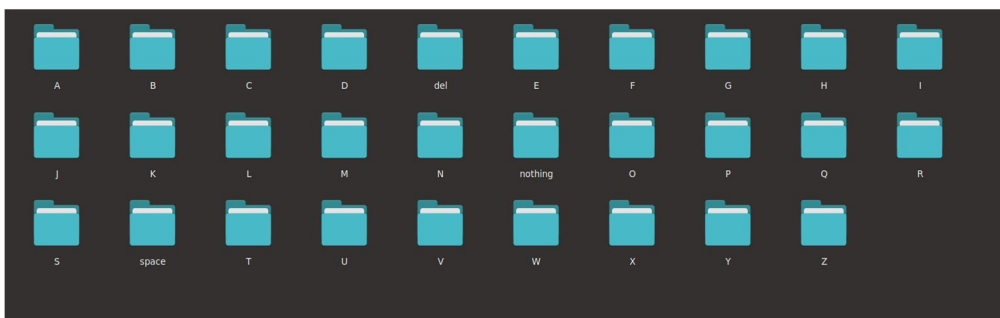 A B C D del E F G H I
J K L M N nothing O P Q R
S space T U V W X Y Z